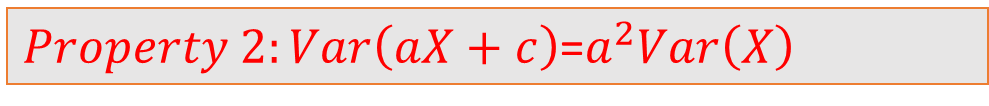 Property 2: Var(aX + c)=a²Var(X)